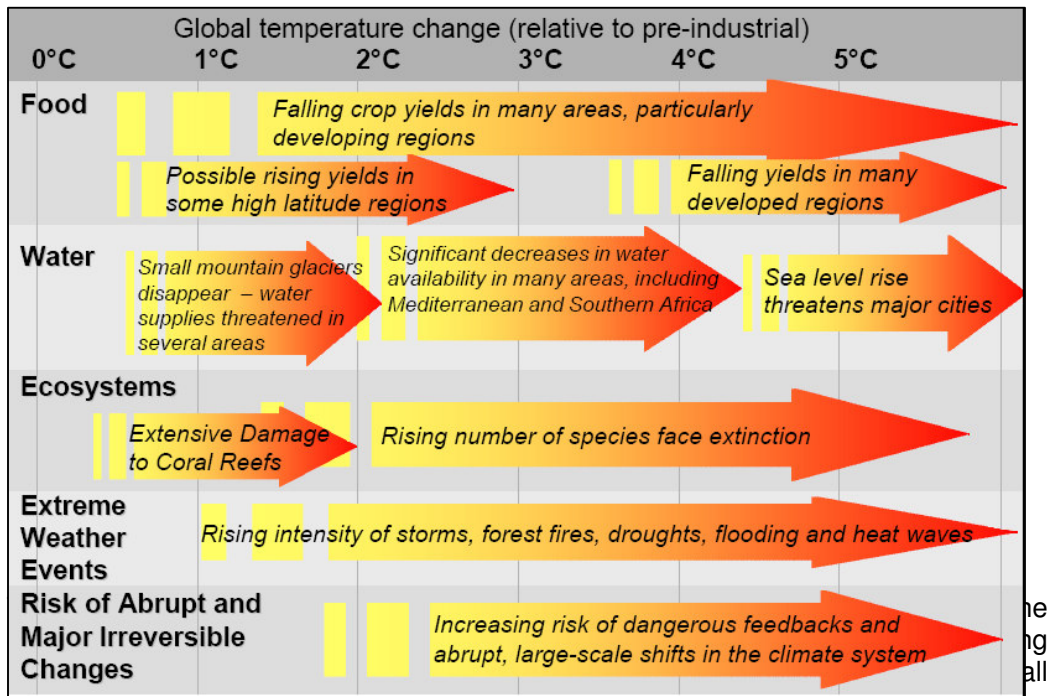 Global temperature change (relative to pre-industrial)
0°C 1°C 2°C 3°C 4°C 5°C
Food
Falling crop yields in many areas, particularly
developing regions
Possible rising yields in
some high latitude regions
Falling yields in many
developed regions
Water
Small mountain glaciers
disappear – water
supplies threatened in
several areas
Significant decreases in water
availability in many areas, including
Mediterranean and Southern Africa
Sea level rise
threatens major cities
Ecosystems
Extensive Damage
to Coral Reefs
Rising number of species face extinction
Extreme
Weather
Events
Rising intensity of storms, forest fires, droughts, flooding and heat waves
Risk of Abrupt and
Major Irreversible
Changes
Increasing risk of dangerous feedbacks and
abrupt, large-scale shifts in the climate system